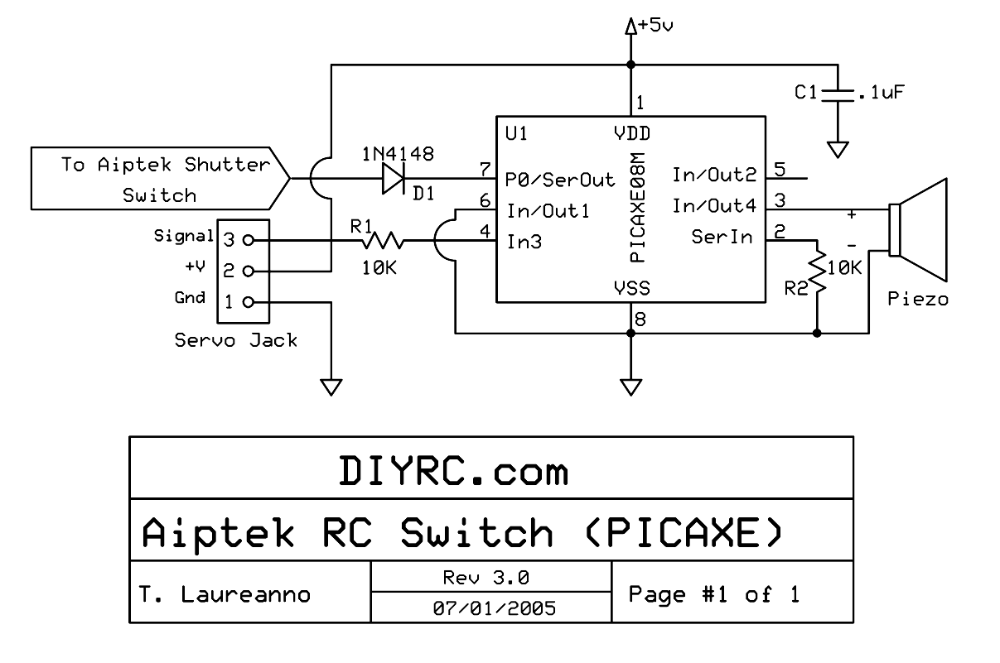 +5v
C1 .1uF
1
U1 VDD
1N4148
To Aiptek Shutter
Switch
7
P0/SerOut
PICAXE08M
In/Out2
5
D1
6
In/Out1
In/Out4
3
+
Signal 3
R1
4
In3
SerIn
2
-
+V 2
10K
10K
R2
VSS
Gnd 1
Piezo
8
Servo Jack
DIYRC.com
Aiptek RC Switch (PICAXE)
T. Laureanno
Rev 3.0
07/01/2005
Page #1 of 1